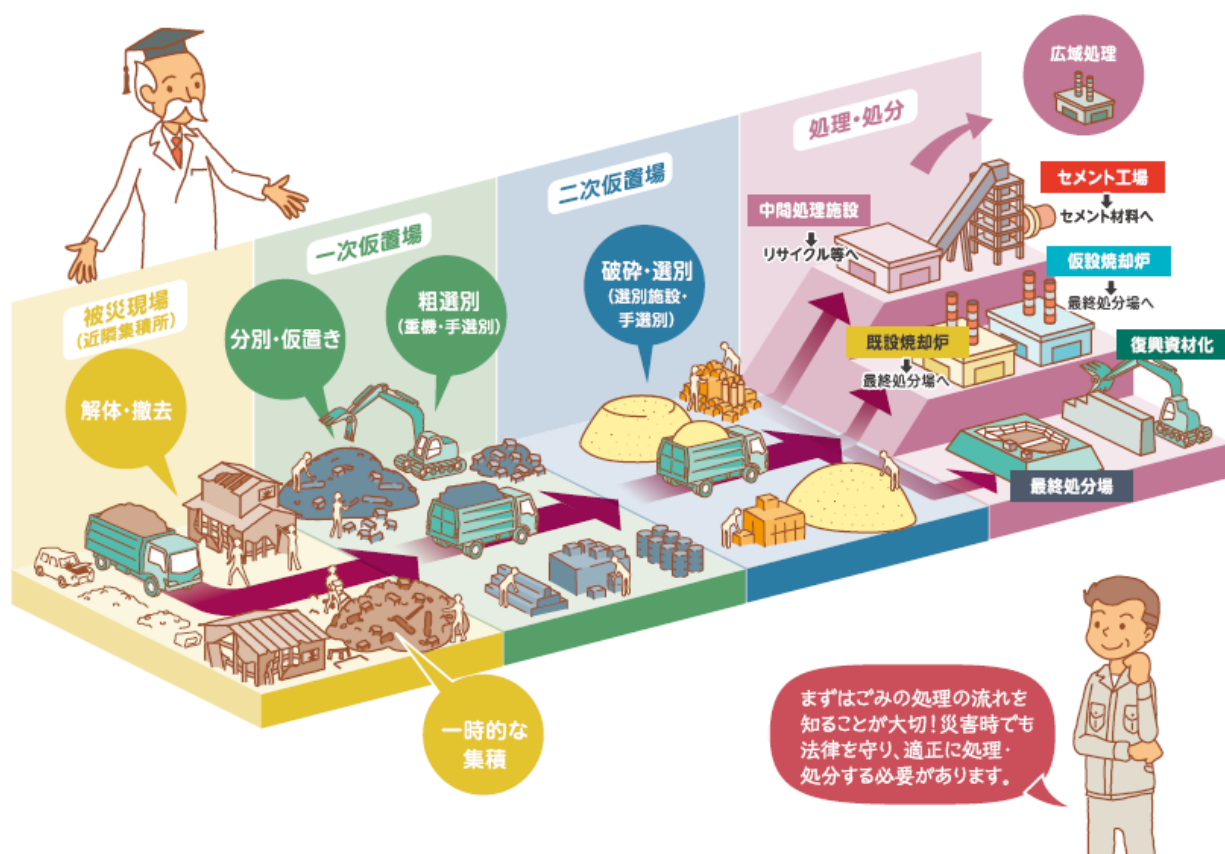 被災現場
(近隣集積所)
解体・撤去
一時的な
集積
一次仮置場
分別・仮置き
粗選別
(重機・手選別)
二次仮置場
破砕・選別
(選別施設・
手選別)
処理・処分
広域処理
中間処理施設
リサイクル等へ
セメント工場
セメント材料へ
仮設焼却炉
最終処分場へ
既設焼却炉
最終処分場へ
復興資材化
最終処分場
まずはごみの処理の流れを
知ることが大切!災害時でも
法律を守り、適正に処理・
処分する必要があります。